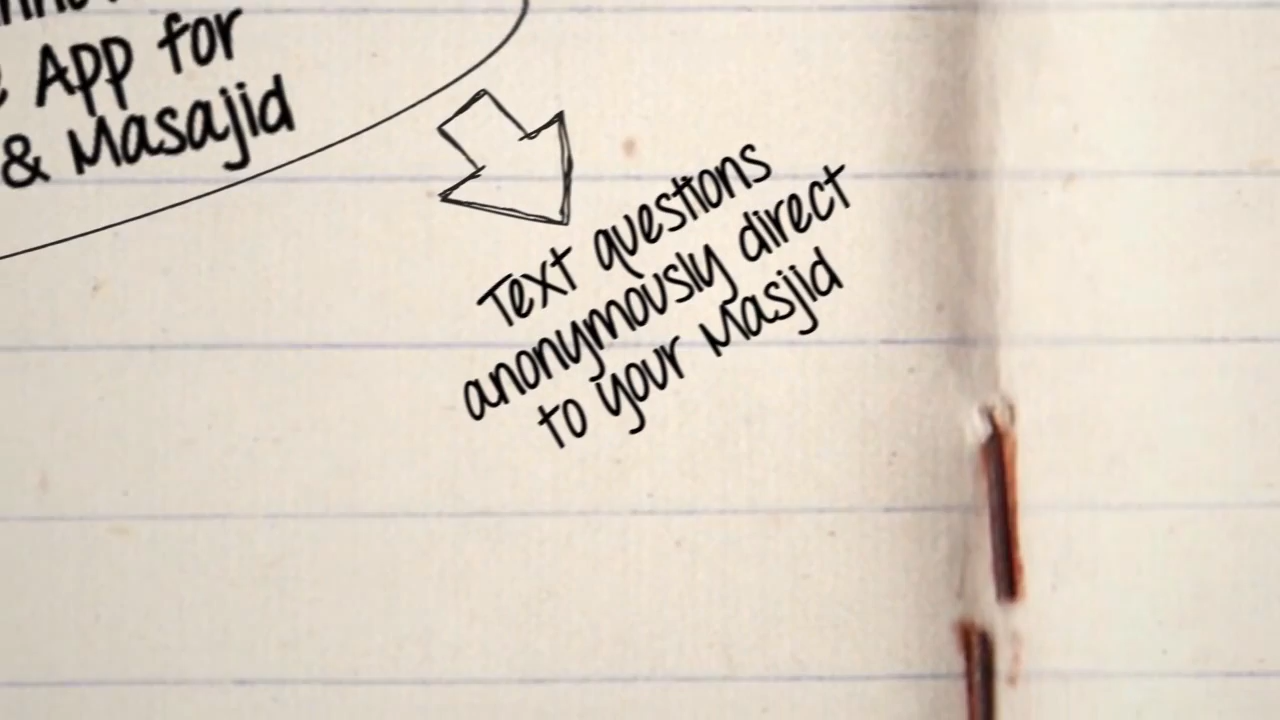 App for
& Masajid
Text questions
anonymously direct
to your Masjid